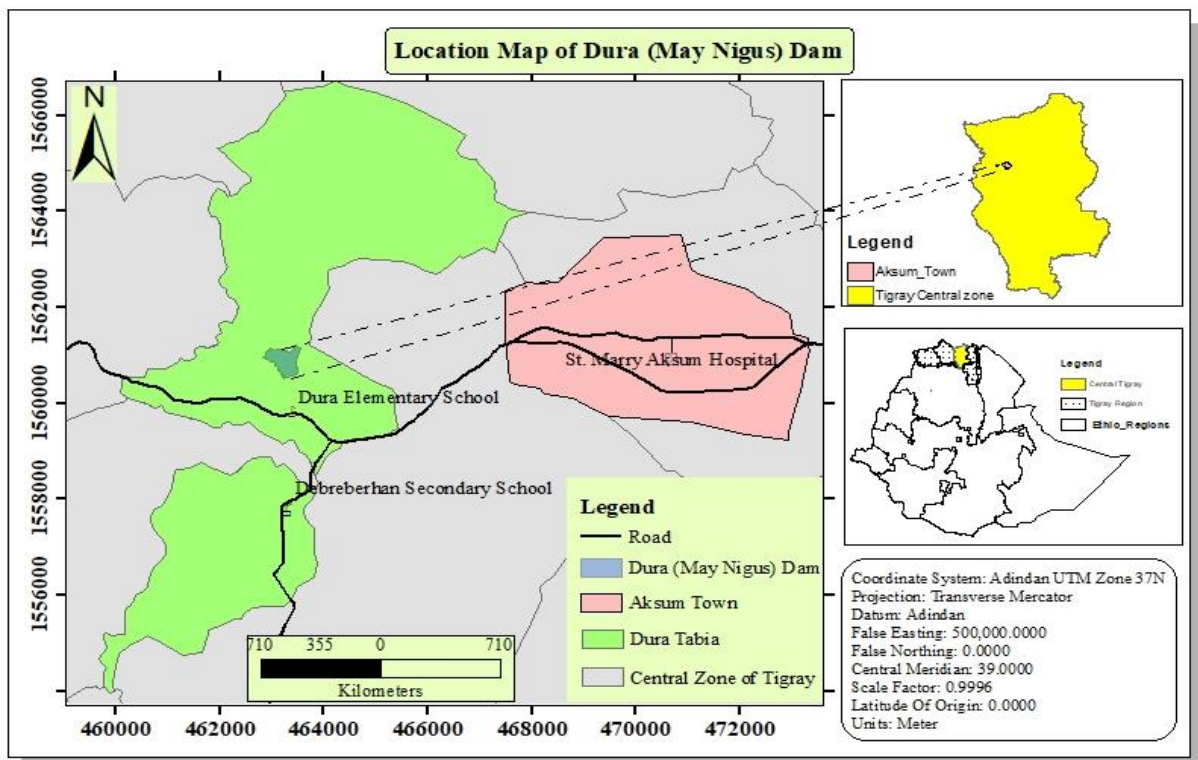 Location Map of Dura (May Nigus) Dam
N
1566000
1564000
1562000
1560000
1558000
1556000
460000 462000 464000 466000 468000 470000 472000
St. Marry Aksum Hospital
Dura Elementary School
Debreberhan Secondary School
Legend
Road
Dura (May Nigus) Dam
Aksum Town
Dura Tabia
Central Zone of Tigray
710 355 0 710
Kilometers
Legend
Aksum_Town
Tigray Central zone
Legend
Central Tigray
Tigray Region
Ethio_Regions
Coordinate System: Adindan UTM Zone 37N
Projection: Transverse Mercator
Datum: Adindan
False Easting: 500,000.0000
False Northing: 0.0000
Central Meridian: 39.0000
Scale Factor: 0.9996
Latitude Of Origin: 0.0000
Units: Meter